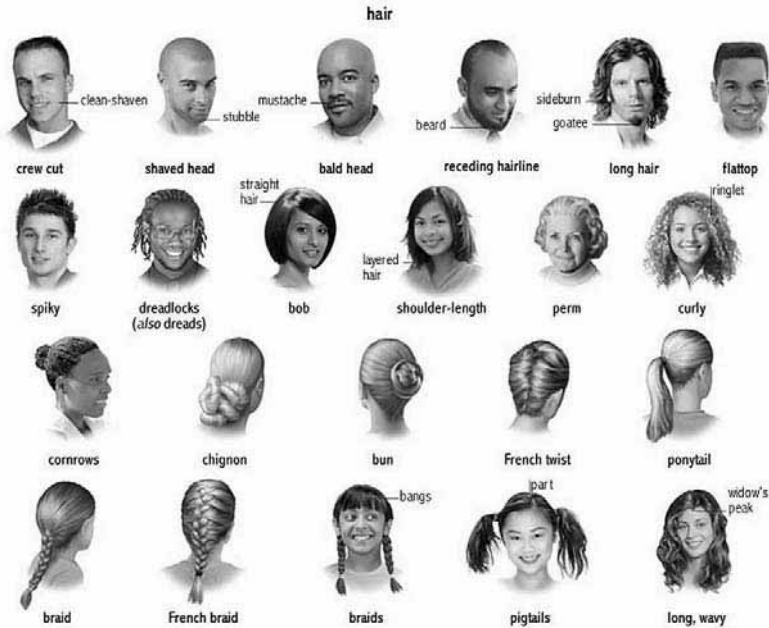 hair
clean-shaven
stubble
mustache
beard
sideburn
goatee
crew cut
shaved head
bald head
receding hairline
long hair
flattop
straight
hair
layered
hair
ringlet
spiky
dreadlocks
(also dreads)
bob
shoulder-length
perm
curly
cornrows
chignon
bun
French twist
ponytail
bangs
part
widow's
peak
braid
French braid
braids
pigtails
long, wavy